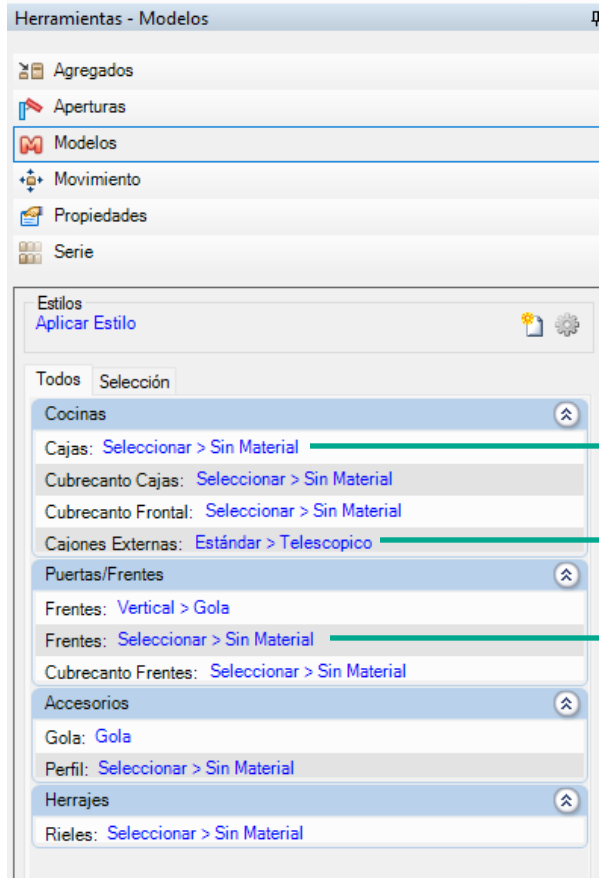 Herramientas - Modelos
Agregados
Aperturas
Modelos
Movimiento
Propiedades
Serie
Estilos
Aplicar Estilo
Todos Selección
Cocinas
Cajas: Seleccionar > Sin Material
Cubrecanto Cajas: Seleccionar > Sin Material
Cubrecanto Frontal: Seleccionar > Sin Material
Cajones Externas: Estándar > Telescopico
Puertas/Frentes
Frentes: Vertical > Gola
Frentes: Seleccionar > Sin Material
Cubrecanto Frentes: Seleccionar > Sin Material
Accesorios
Gola: Gola
Perfil: Seleccionar > Sin Material
Herrajes
Rieles: Seleccionar > Sin Material